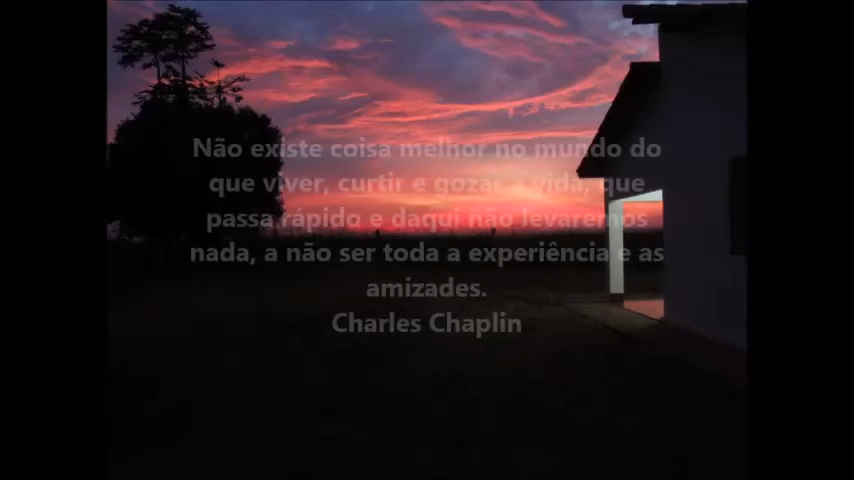 Não existe coisa melhor no mundo do
que viver, curtir e gozar a vida, que
passa rápido e daqui não levaremos
nada, a não ser toda a experiência e as
amizades.
Charles Chaplin